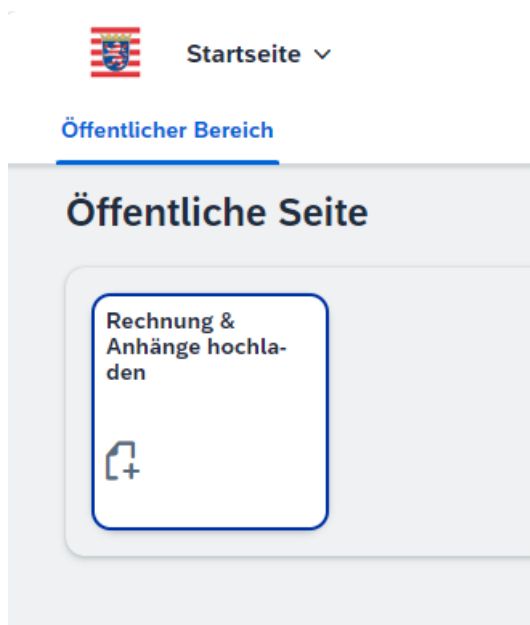 Startseite
Öffentlicher Bereich
Öffentliche Seite
Rechnung &
Anhänge hochla-
den